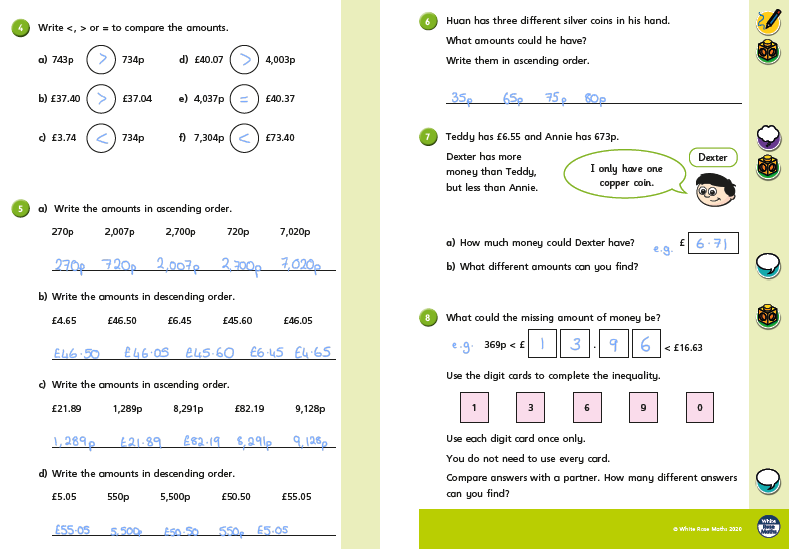 4 Write <, > or = to compare the amounts.
a) 743p > 734p d) £40.07 > 4,003p
b) £37.40 > £37.04 e) 4,037p = £40.37
c) £3.74 < 734p f) 7,304p < £73.40
5 a) Write the amounts in ascending order.
270p 2,007p 2,700p 720p 7,020p
270p 720p 2,007p 2,700p 7,020p
b) Write the amounts in descending order.
£4.65 £46.50 £6.45 £45.60 £46.05
£46.50 £46.05 £45.60 £6.45 £4.65
c) Write the amounts in ascending order.
£21.89 1,289p 8,291p £82.19 9,128p
1,289p £21.89 £82.19 8,291p 9,128p
d) Write the amounts in descending order.
£5.05 550p 5,500p £50.50 £55.05
£55.05 5,500p £50.50 550p £5.05
6 Huan has three different silver coins in his hand.
What amounts could he have?
Write them in ascending order.
35p 65p 75p 80p
7 Teddy has £6.55 and Annie has 673p.
Dexter has more
money than Teddy,
but less than Annie.
I only have one
copper coin.
Dexter
a) How much money could Dexter have? e.g. £ 6.71
b) What different amounts can you find?
8 What could the missing amount of money be?
e.g. 369p < £ 1 3 . 9 6 < £16.63
Use the digit cards to complete the inequality.
1 3 6 9 0
Use each digit card once only.
You do not need to use every card.
Compare answers with a partner. How many different answers
can you find?
© White Rose Maths 2020
White
Rose
Maths